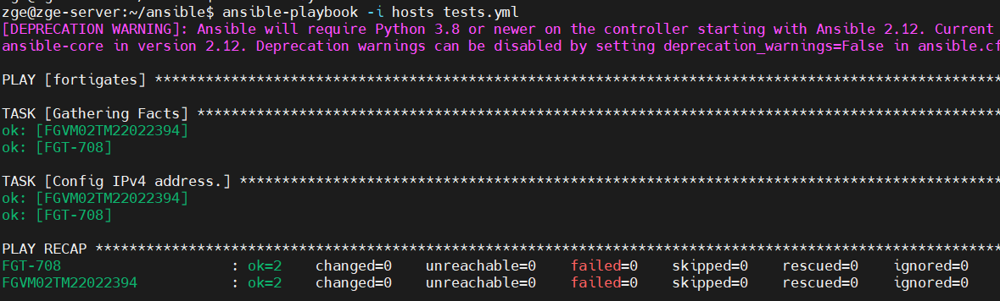 zge@zge-server:~/ansible$ ansible-playbook -i hosts tests.yml
[DEPRECATION WARNING]: Ansible will require Python 3.8 or newer on the controller starting with Ansible 2.12. Current
ansible-core in version 2.12. Deprecation warnings can be disabled by setting deprecation_warnings=False in ansible.cf
PLAY [fortigates] ****************************************************************************************************
TASK [Gathering Facts] ***********************************************************************************************
ok: [FGVM02TM22022394]
ok: [FGT-708]
TASK [Config IPv4 address.] ******************************************************************************************
ok: [FGVM02TM22022394]
ok: [FGT-708]
PLAY RECAP ***********************************************************************************************************
FGT-708                    : ok=2    changed=0    unreachable=0    failed=0    skipped=0    rescued=0    ignored=0
FGVM02TM22022394           : ok=2    changed=0    unreachable=0    failed=0    skipped=0    rescued=0    ignored=0